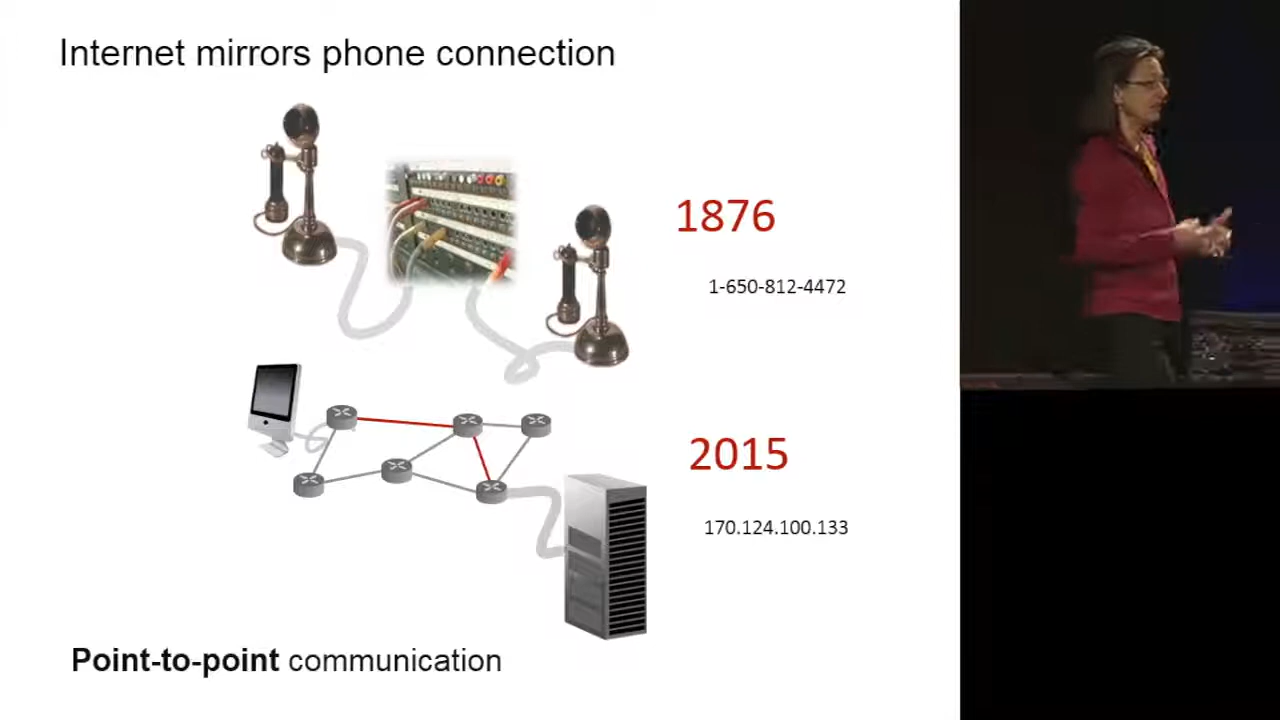 Internet mirrors phone connection
1876
1-650-812-4472
2015
170.124.100.133
Point-to-point communication